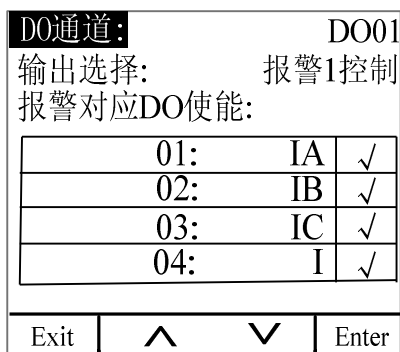 DO通道: DO01
输出选择: 报警1控制
报警对应DO使能:
01: IA √
02: IB √
03: IC √
04: I √
Exit ∧ ∨ Enter